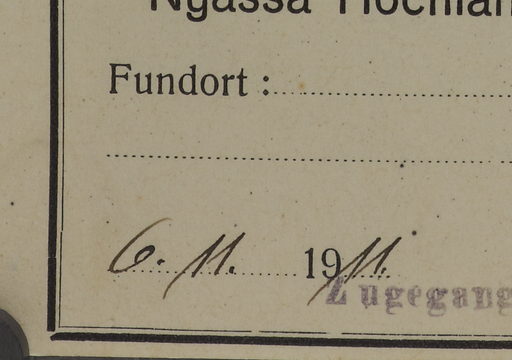 Nyassa Hochlan
Fundort :
6. 11. 1911.
Zugegang